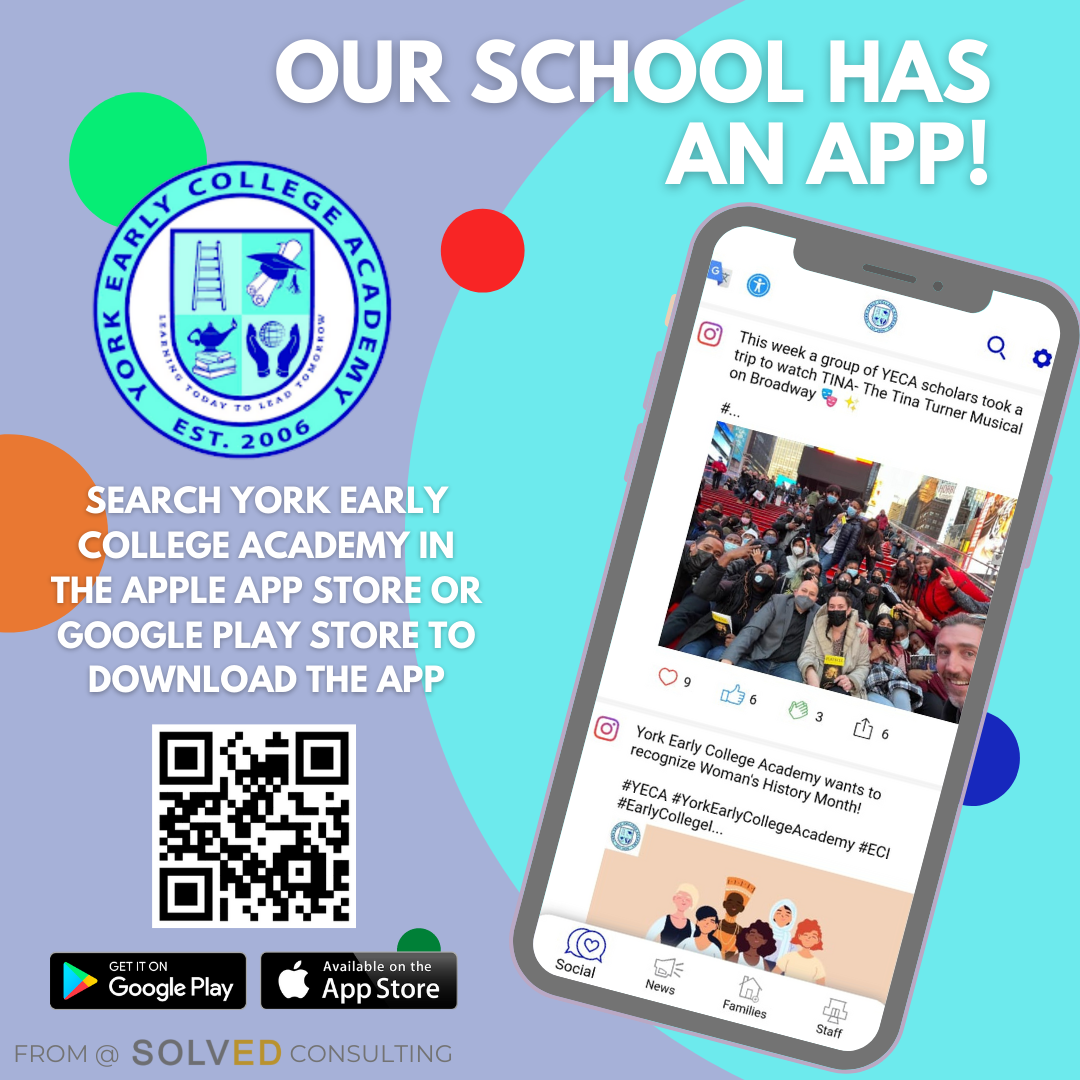 OUR SCHOOL HAS
AN APP!
YORK EARLY COLLEGE ACADEMY
LEARNING TODAY TO LEAD TOMORROW
EST. 2006
SEARCH YORK EARLY
COLLEGE ACADEMY IN
THE APPLE APP STORE OR
GOOGLE PLAY STORE TO
DOWNLOAD THE APP
GET IT ON
Google Play
Available on the
App Store
FROM @ SOLVED CONSULTING
G
This week a group of YECA scholars took a
trip to watch TINA- The Tina Turner Musical
on Broadway 🎭 ✨
#...
9
6
3
6
York Early College Academy wants to
recognize Woman's History Month!
#YECA #YorkEarlyCollegeAcademy #ECI
#EarlyCollegeI...
Social
News
Families
Staff